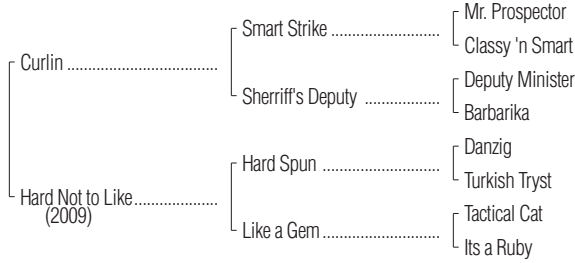 Mr. Prospector
Smart Strike ........................
Classy 'n Smart
Curlin .................................
Deputy Minister
Sherriff's Deputy ................
Barbarika
Danzig
Hard Spun .........................
Turkish Tryst
Hard Not to Like..................
(2009)
Tactical Cat
Like a Gem.........................
Its a Ruby